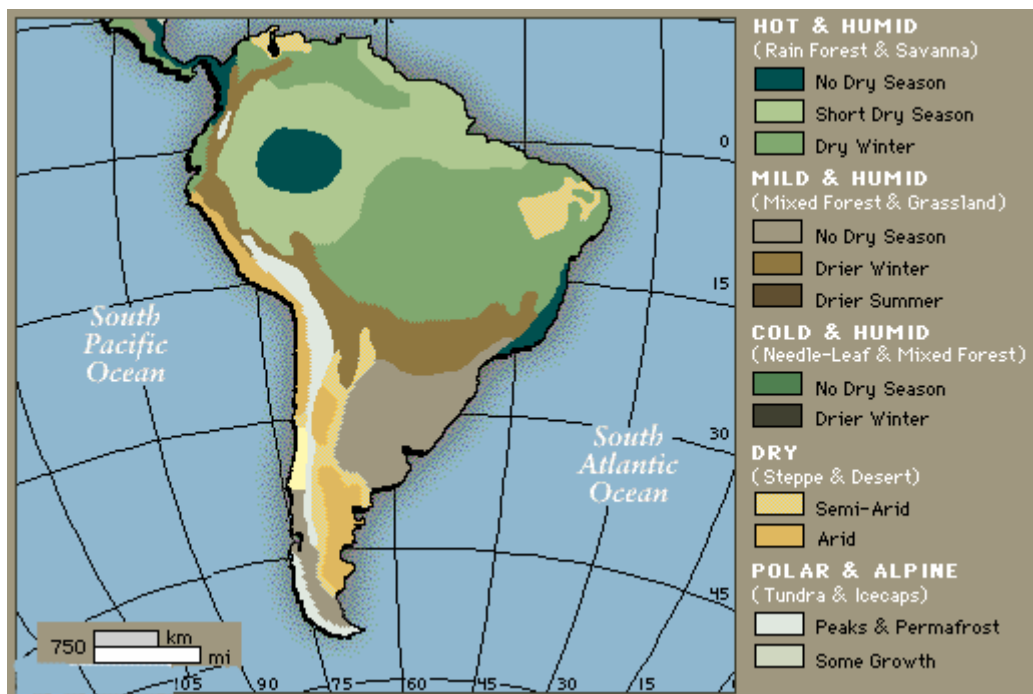 HOT & HUMID
(Rain Forest & Savanna)
No Dry Season
Short Dry Season
Dry Winter
MILD & HUMID
(Mixed Forest & Grassland)
No Dry Season
Drier Winter
Drier Summer
COLD & HUMID
(Needle-Leaf & Mixed Forest)
No Dry Season
Drier Winter
DRY
(Steppe & Desert)
Semi-Arid
Arid
POLAR & ALPINE
(Tundra & Icecaps)
Peaks & Permafrost
Some Growth
0
15
30
45
South
Pacific
Ocean
South
Atlantic
Ocean
750 km
mi
105 90 75 60 45 30 15